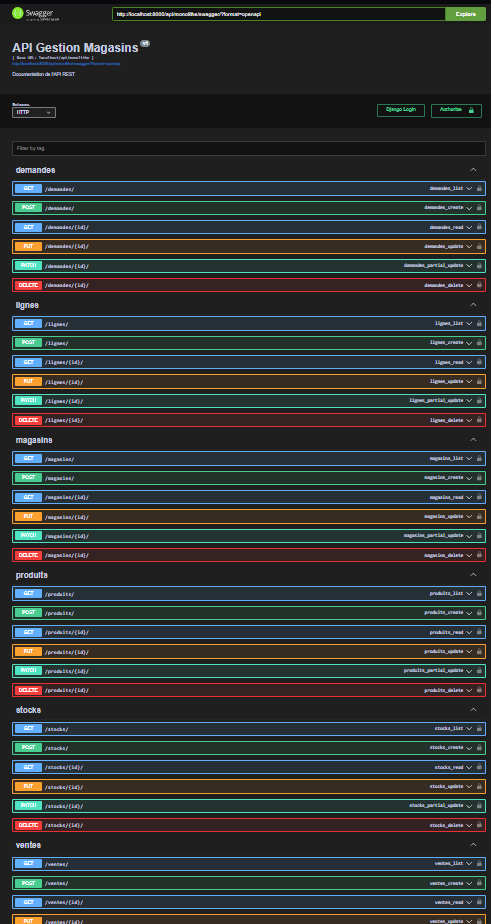 Swagger
http://localhost:8000/api/monolithe/swagger/?format=openapi
Explore
API Gestion Magasins v1
[ Base URL: localhost/api/monolithe ]
http://localhost:8000/api/monolithe/swagger/?format=openapi
Documentation de l'API REST
Schemes
HTTP
Django Login
Authorize
Filter by tag
demandes
GET /demandes/ demandes_list
POST /demandes/ demandes_create
GET /demandes/{id}/ demandes_read
PUT /demandes/{id}/ demandes_update
PATCH /demandes/{id}/ demandes_partial_update
DELETE /demandes/{id}/ demandes_delete
lignes
GET /lignes/ lignes_list
POST /lignes/ lignes_create
GET /lignes/{id}/ lignes_read
PUT /lignes/{id}/ lignes_update
PATCH /lignes/{id}/ lignes_partial_update
DELETE /lignes/{id}/ lignes_delete
magasins
GET /magasins/ magasins_list
POST /magasins/ magasins_create
GET /magasins/{id}/ magasins_read
PUT /magasins/{id}/ magasins_update
PATCH /magasins/{id}/ magasins_partial_update
DELETE /magasins/{id}/ magasins_delete
produits
GET /produits/ produits_list
POST /produits/ produits_create
GET /produits/{id}/ produits_read
PUT /produits/{id}/ produits_update
PATCH /produits/{id}/ produits_partial_update
DELETE /produits/{id}/ produits_delete
stocks
GET /stocks/ stocks_list
POST /stocks/ stocks_create
GET /stocks/{id}/ stocks_read
PUT /stocks/{id}/ stocks_update
PATCH /stocks/{id}/ stocks_partial_update
DELETE /stocks/{id}/ stocks_delete
ventes
GET /ventes/ ventes_list
POST /ventes/ ventes_create
GET /ventes/{id}/ ventes_read
PUT /ventes/{id}/ ventes_update